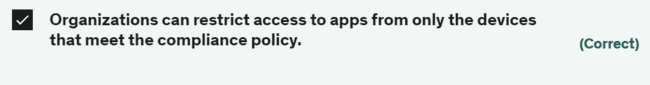 Organizations can restrict access to apps from only the devices
that meet the compliance policy.
(Correct)